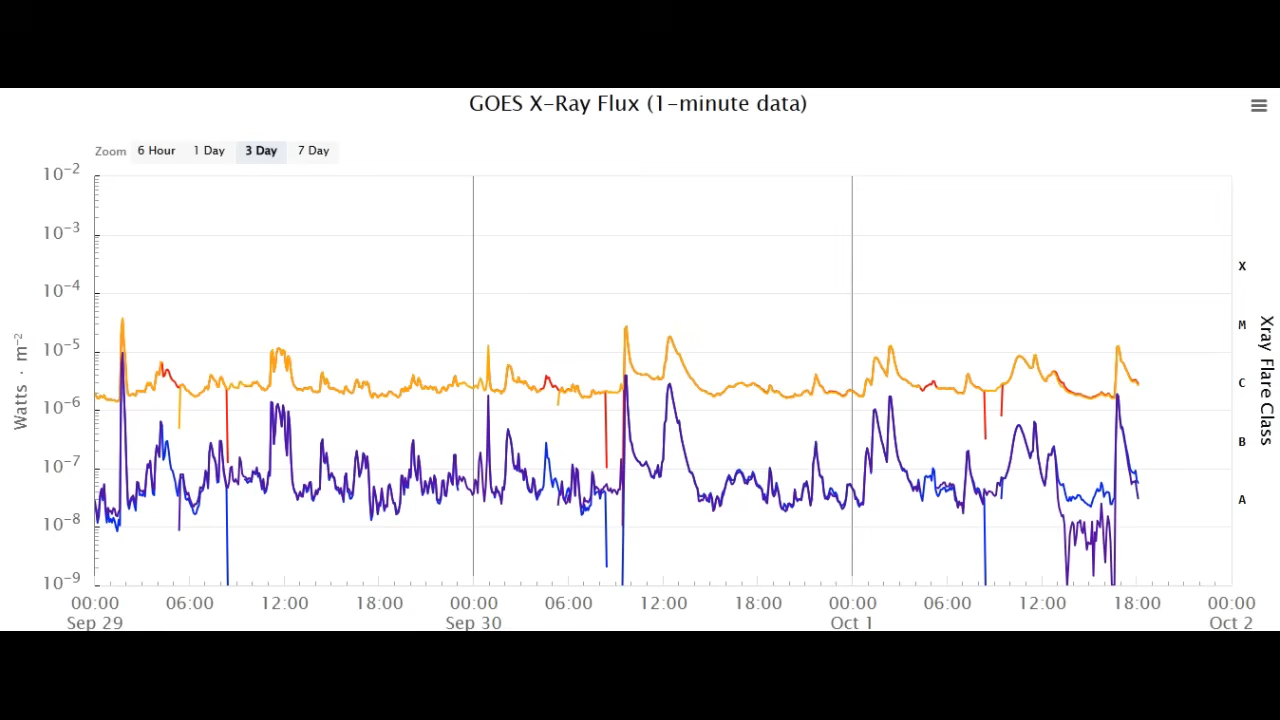 GOES X-Ray Flux (1-minute data)
Zoom 6 Hour 1 Day 3 Day 7 Day
10⁻²
10⁻³
10⁻⁴
10⁻⁵
10⁻⁶
10⁻⁷
10⁻⁸
10⁻⁹
Watts · m⁻²
X
M
C
B
A
Xray Flare Class
00:00 06:00 12:00 18:00 00:00 06:00 12:00 18:00 00:00 06:00 12:00 18:00 00:00
Sep 29 Sep 30 Oct 1 Oct 2